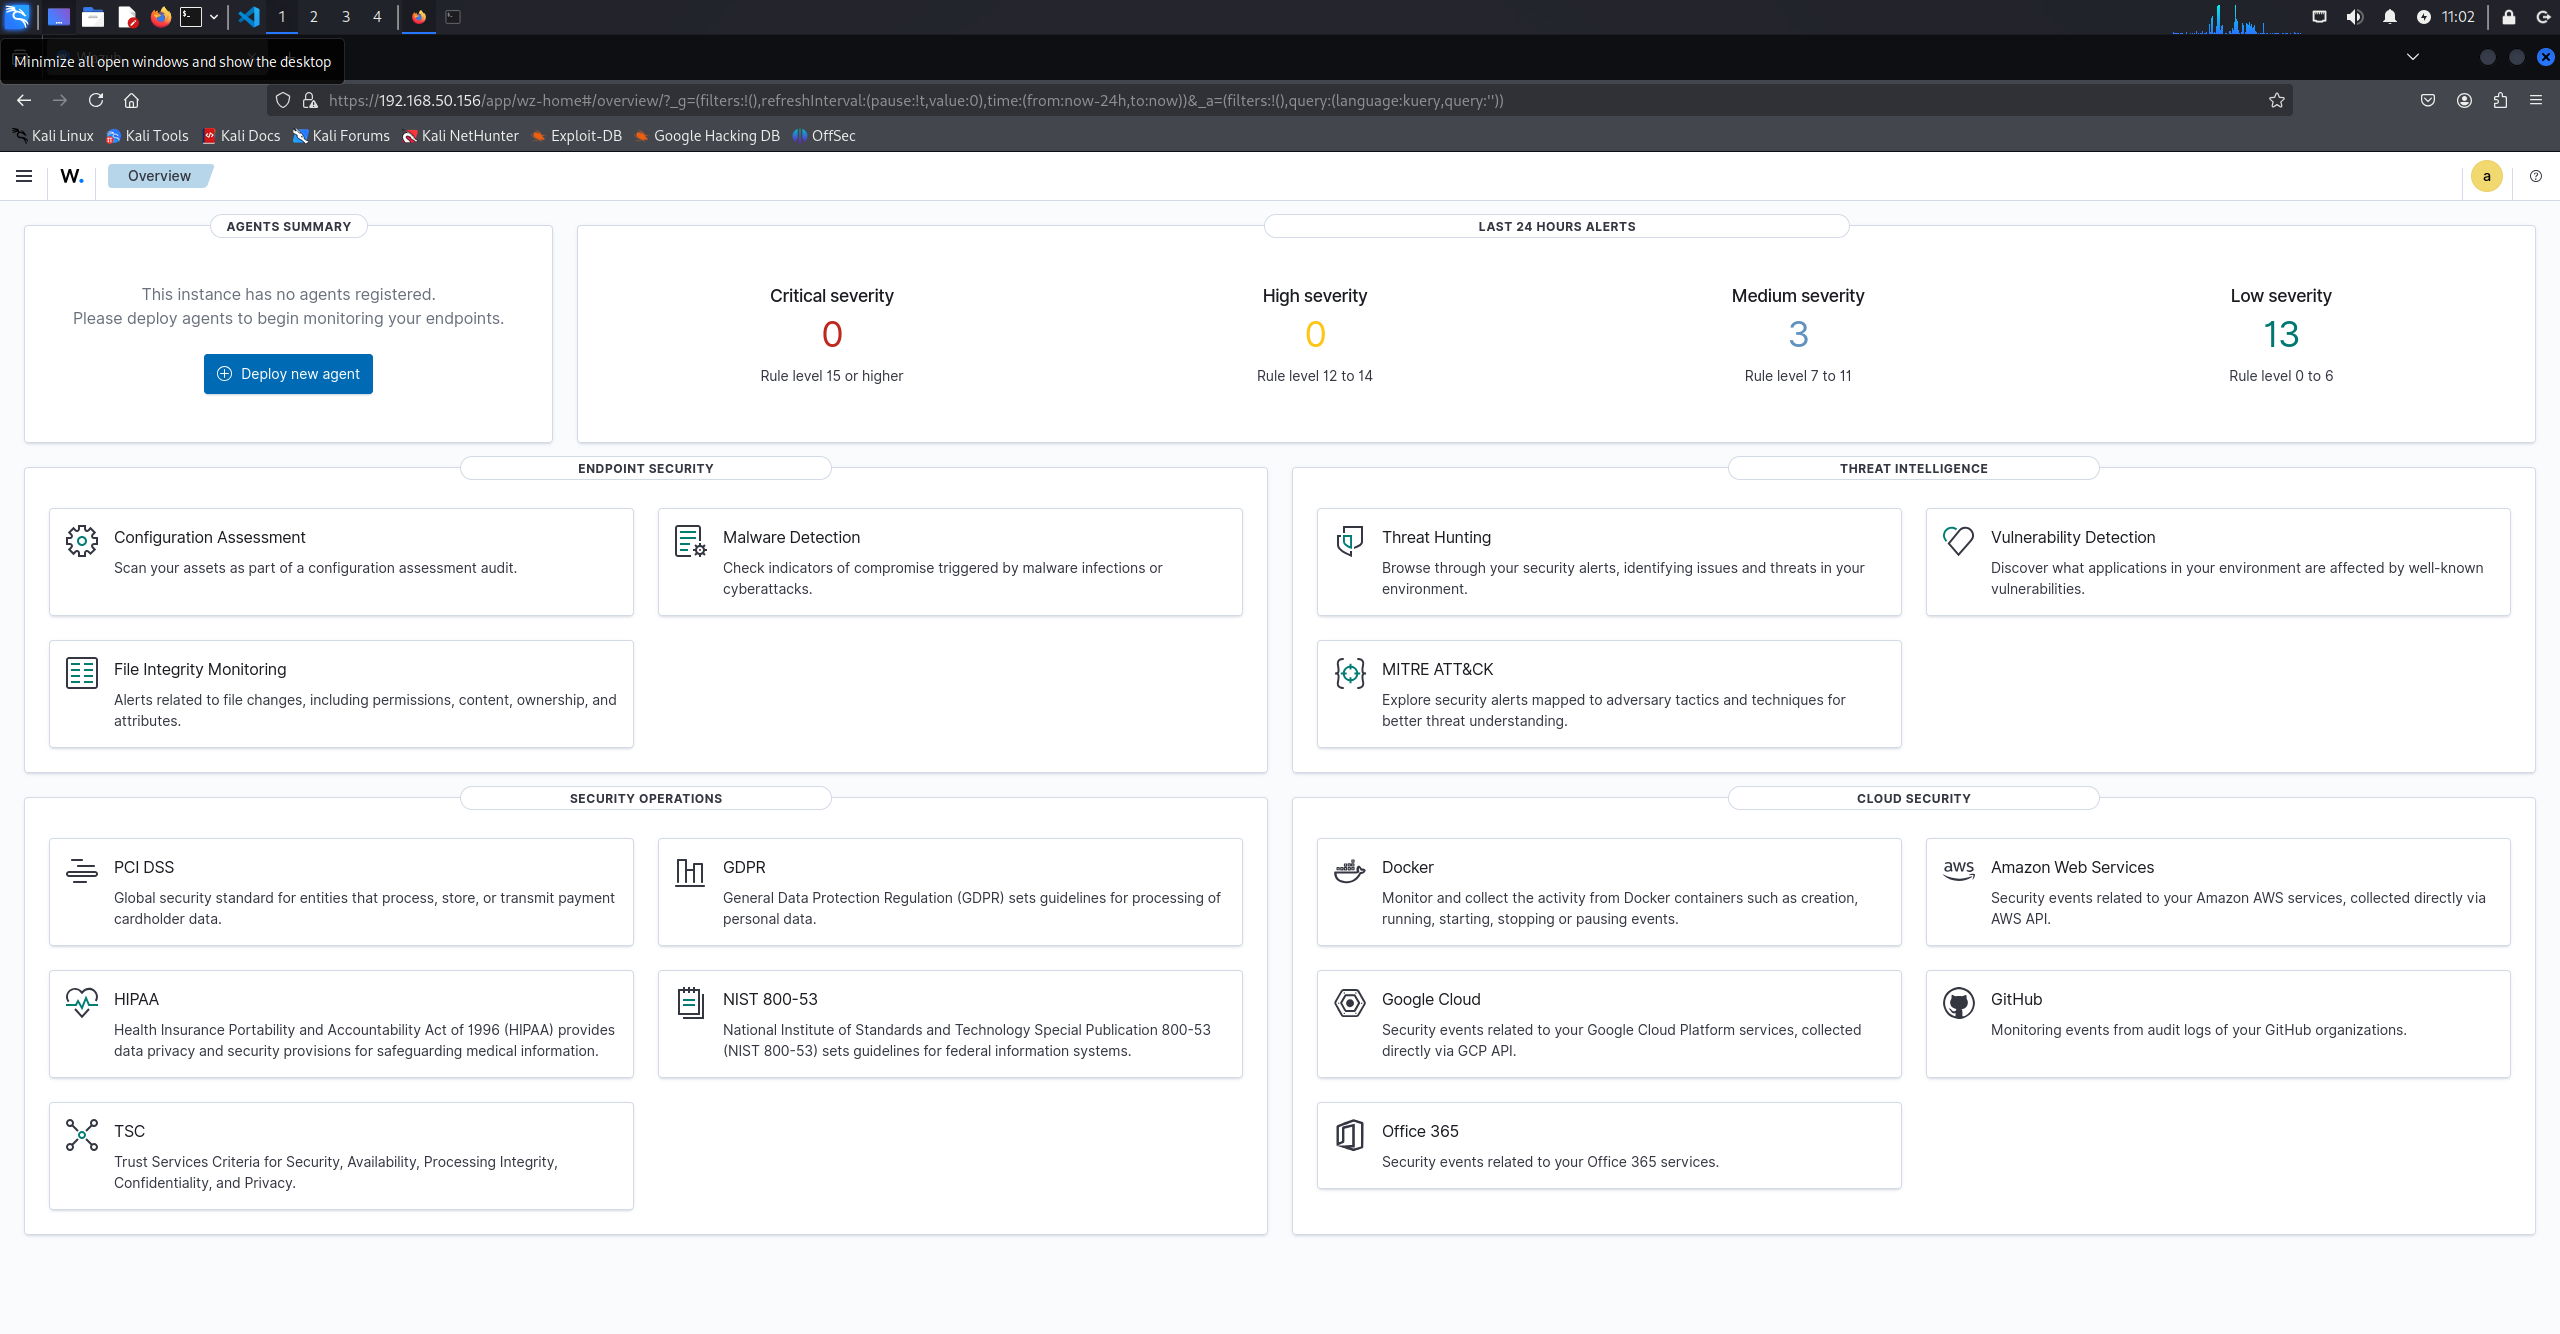 1 2 3 4
11:02
Minimize all open windows and show the desktop
https://192.168.50.156/app/wz-home#/overview/?_g=(filters:!(),refreshInterval:(pause:!t,value:0),time:(from:now-24h,to:now))&_a=(filters:!(),query:(language:kuery,query:''))
Kali Linux Kali Tools Kali Docs Kali Forums Kali NetHunter Exploit-DB Google Hacking DB OffSec
W. Overview a
AGENTS SUMMARY
This instance has no agents registered.
Please deploy agents to begin monitoring your endpoints.
Deploy new agent
LAST 24 HOURS ALERTS
Critical severity
0
Rule level 15 or higher
High severity
0
Rule level 12 to 14
Medium severity
3
Rule level 7 to 11
Low severity
13
Rule level 0 to 6
ENDPOINT SECURITY
Configuration Assessment
Scan your assets as part of a configuration assessment audit.
Malware Detection
Check indicators of compromise triggered by malware infections or
cyberattacks.
File Integrity Monitoring
Alerts related to file changes, including permissions, content, ownership, and
attributes.
THREAT INTELLIGENCE
Threat Hunting
Browse through your security alerts, identifying issues and threats in your
environment.
Vulnerability Detection
Discover what applications in your environment are affected by well-known
vulnerabilities.
MITRE ATT&CK
Explore security alerts mapped to adversary tactics and techniques for
better threat understanding.
SECURITY OPERATIONS
PCI DSS
Global security standard for entities that process, store, or transmit payment
cardholder data.
GDPR
General Data Protection Regulation (GDPR) sets guidelines for processing of
personal data.
HIPAA
Health Insurance Portability and Accountability Act of 1996 (HIPAA) provides
data privacy and security provisions for safeguarding medical information.
NIST 800-53
National Institute of Standards and Technology Special Publication 800-53
(NIST 800-53) sets guidelines for federal information systems.
TSC
Trust Services Criteria for Security, Availability, Processing Integrity,
Confidentiality, and Privacy.
CLOUD SECURITY
Docker
Monitor and collect the activity from Docker containers such as creation,
running, starting, stopping or pausing events.
aws
Amazon Web Services
Security events related to your Amazon AWS services, collected directly via
AWS API.
Google Cloud
Security events related to your Google Cloud Platform services, collected
directly via GCP API.
GitHub
Monitoring events from audit logs of your GitHub organizations.
Office 365
Security events related to your Office 365 services.